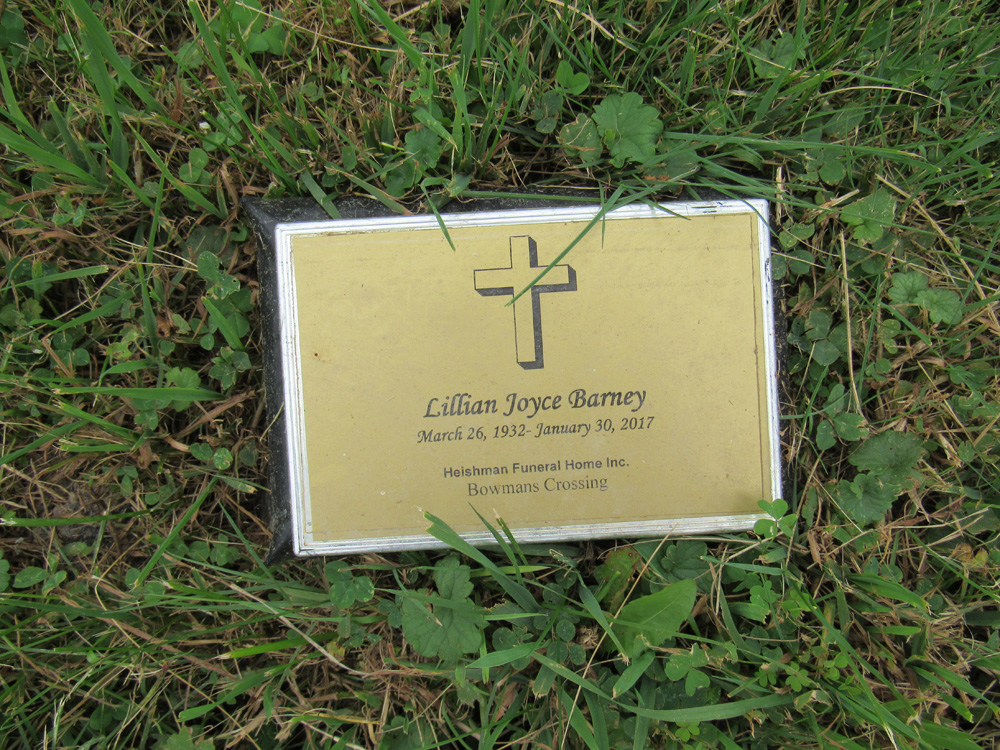 Lillian Joyce Barney
March 26, 1932- January 30, 2017
Heishman Funeral Home Inc.
Bowmans Crossing